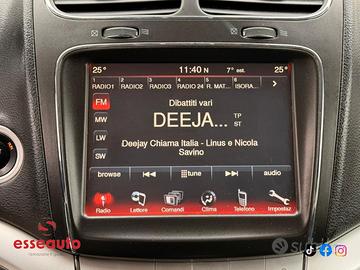 25° 11:40 N 7° est. 25°
1 2 3 4 5 6
RADIO1 RADIO2 RADIO3 RADIO 24 R. MAT... ISORA...
FM
MW
LW
SW
Dibattiti vari
DEEJA...
TP
ST
Deejay Chiama Italia - Linus e Nicola
Savino
browse tune audio
Radio Lettore Comandi Clima Telefono Impostaz
esseauto
subito